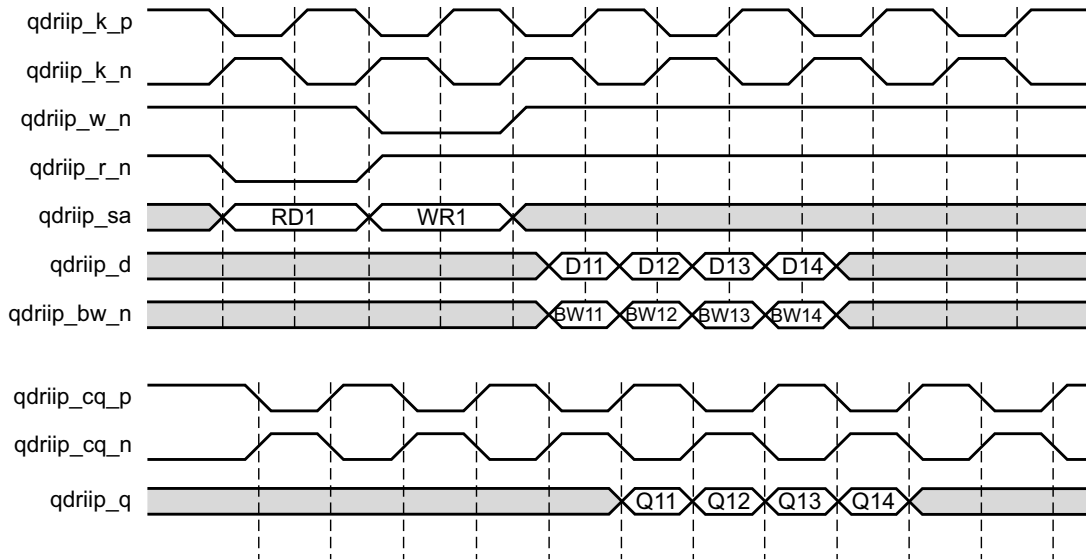 qdriip_k_p
qdriip_k_n
qdriip_w_n
qdriip_r_n
qdriip_sa RD1 WR1
qdriip_d D11 D12 D13 D14
qdriip_bw_n BW11 BW12 BW13 BW14
qdriip_cq_p
qdriip_cq_n
qdriip_q Q11 Q12 Q13 Q14